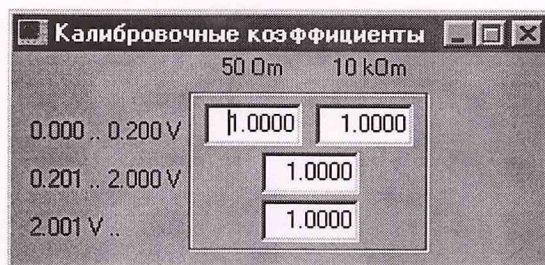 Калибровочные коэффициенты
50 Om 10 kOm
0.000 .. 0.200 V 1.0000 1.0000
0.201 .. 2.000 V 1.0000
2.001 V .. 1.0000